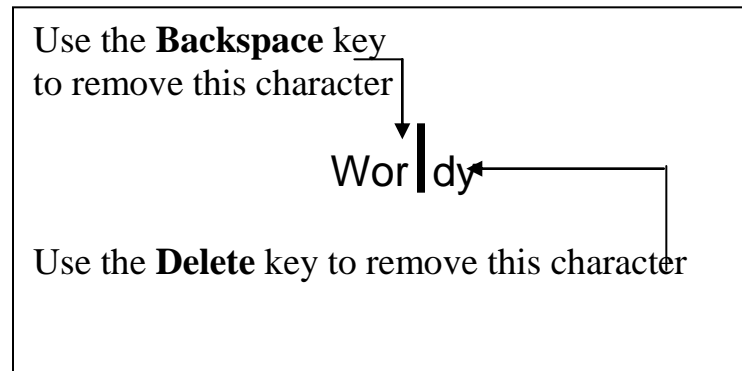 Use the Backspace key
to remove this character
Wor dy
Use the Delete key to remove this character